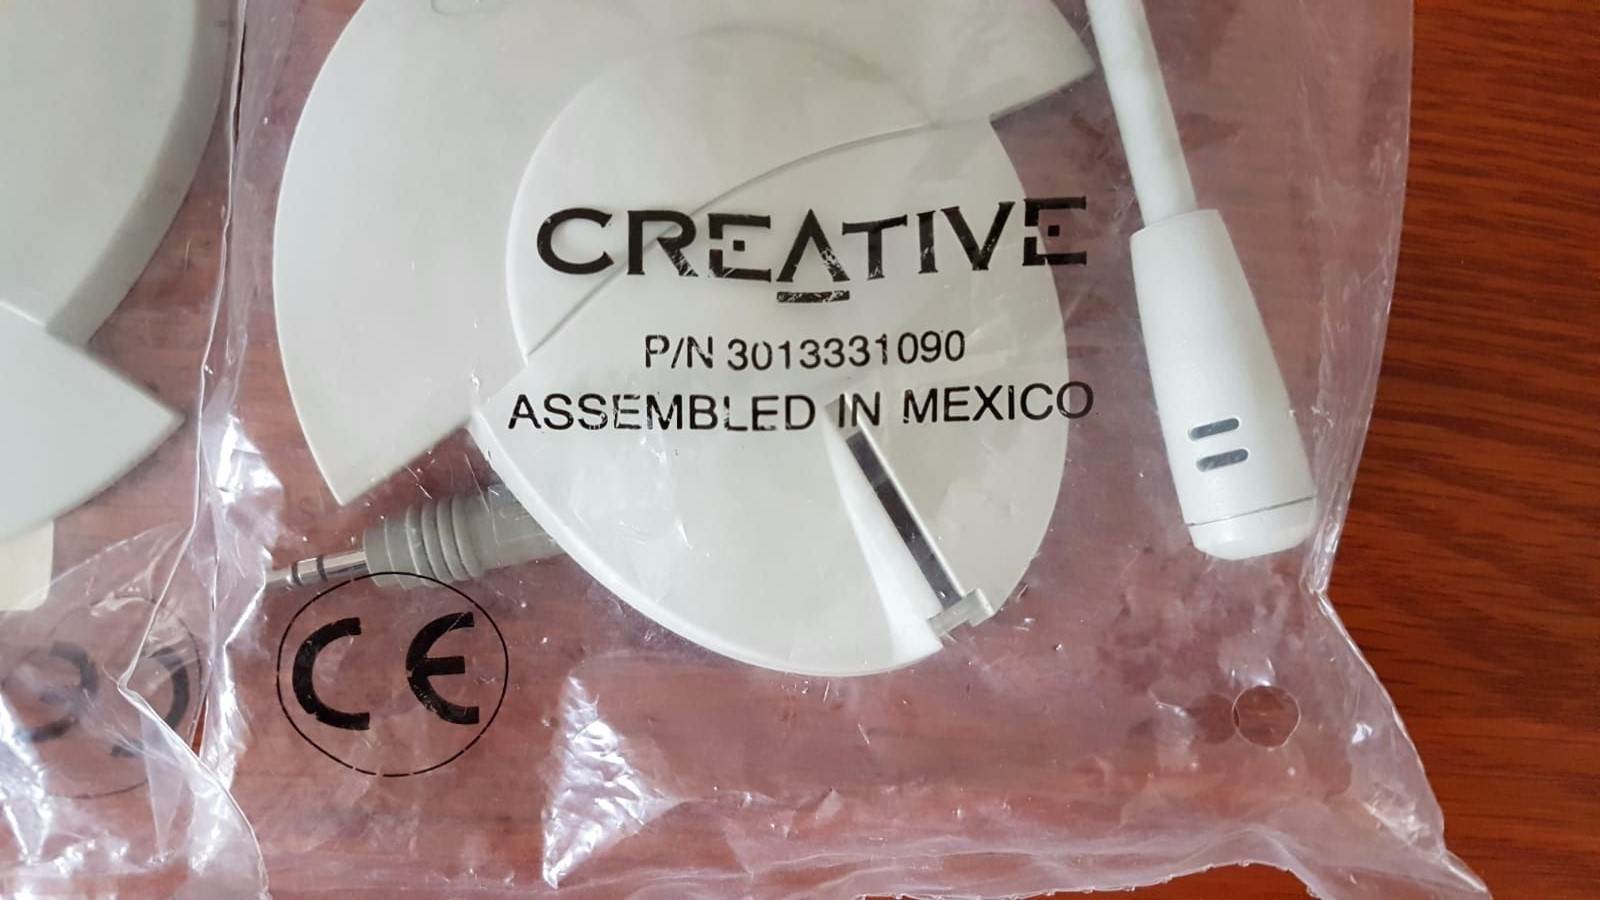 CREATIVE
P/N 3013331090
ASSEMBLED IN MEXICO
CE